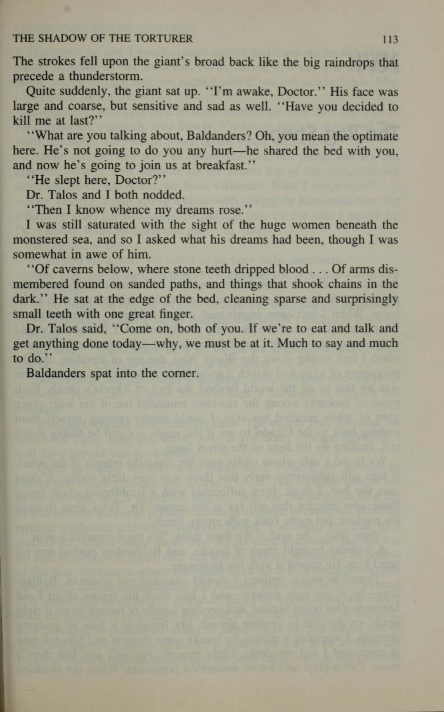 THE SHADOW OF THE TORTURER 113
The strokes fell upon the giant's broad back like the big raindrops that
precede a thunderstorm.
Quite suddenly, the giant sat up. "I'm awake, Doctor." His face was
large and coarse, but sensitive and sad as well. "Have you decided to
kill me at last?"
"What are you talking about, Baldanders? Oh, you mean the optimate
here. He's not going to do you any hurt—he shared the bed with you,
and now he's going to join us at breakfast."
"He slept here, Doctor?"
Dr. Talos and I both nodded.
"Then I know whence my dreams rose."
I was still saturated with the sight of the huge women beneath the
monstered sea, and so I asked what his dreams had been, though I was
somewhat in awe of him.
"Of caverns below, where stone teeth dripped blood . . . Of arms dis-
membered found on sanded paths, and things that shook chains in the
dark." He sat at the edge of the bed, cleaning sparse and surprisingly
small teeth with one great finger.
Dr. Talos said, "Come on, both of you. If we're to eat and talk and
get anything done today—why, we must be at it. Much to say and much
to do."
Baldanders spat into the corner.